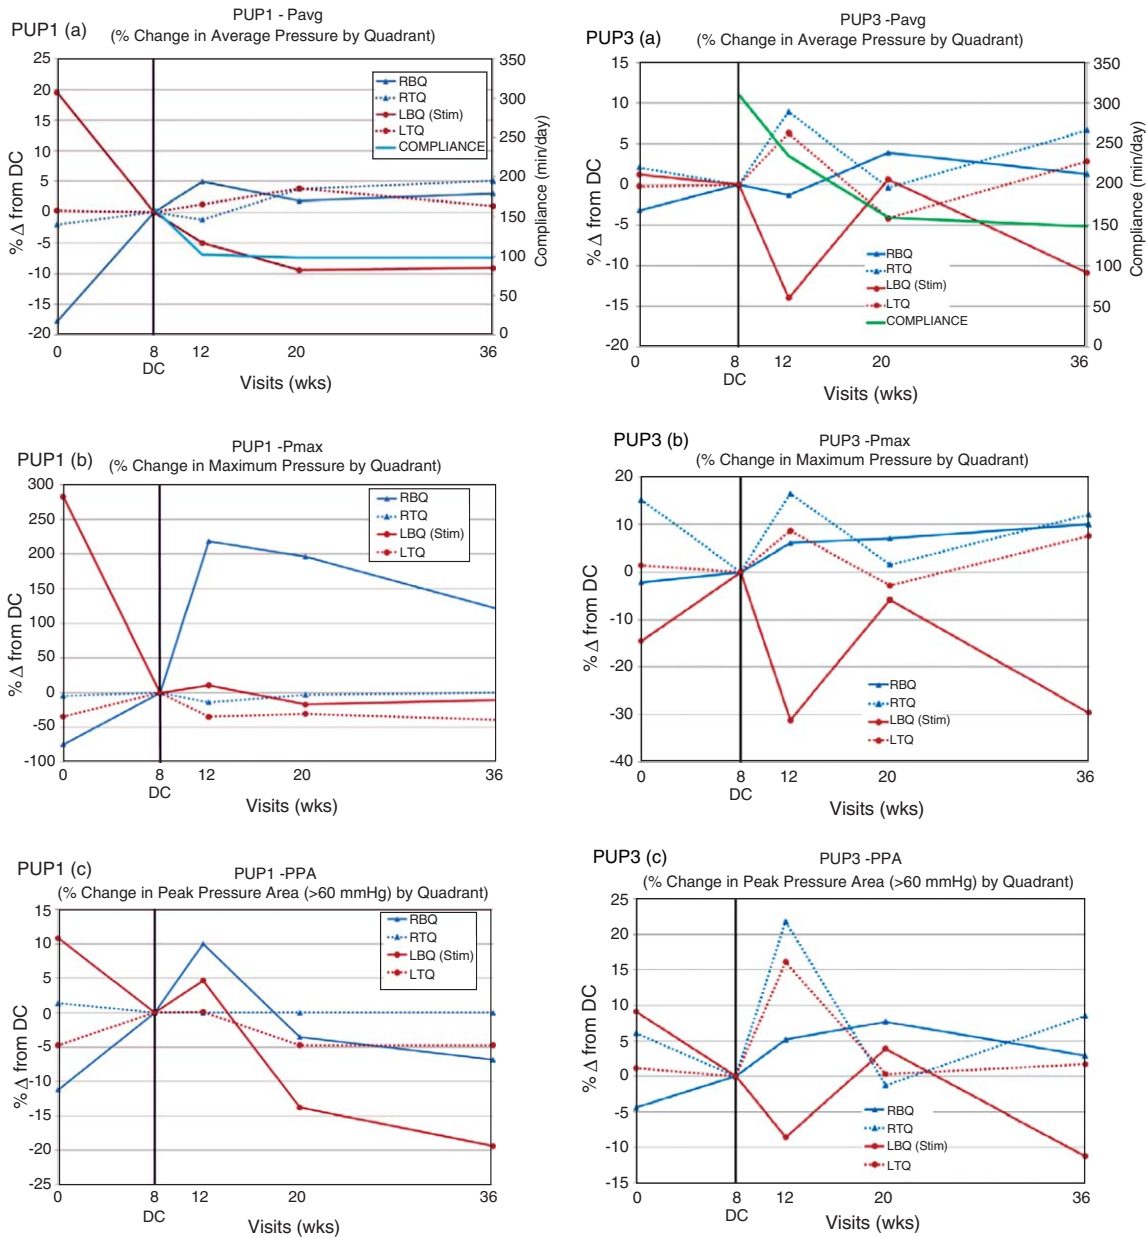 PUP1 (a)
PUP1 - Pavg
(% Change in Average Pressure by Quadrant)
25
20
15
10
5
0
-5
-10
-15
-20
% Δ from DC
350
300
250
200
150
100
50
0
Compliance (min/day)
RBQ
RTQ
LBQ (Stim)
LTQ
COMPLIANCE
0
8
12
20
36
DC
Visits (wks)
PUP3 (a)
PUP3 -Pavg
(% Change in Average Pressure by Quadrant)
15
10
5
0
-5
-10
-15
-20
% Δ from DC
350
300
250
200
150
100
50
0
Compliance (min/day)
RBQ
RTQ
LBQ (Stim)
LTQ
COMPLIANCE
0
8
12
20
36
DC
Visits (wks)
PUP1 (b)
PUP1 -Pmax
(% Change in Maximum Pressure by Quadrant)
300
250
200
150
100
50
0
-50
-100
% Δ from DC
RBQ
RTQ
LBQ (Stim)
LTQ
0
8
12
20
36
DC
Visits (wks)
PUP3 (b)
PUP3 -Pmax
(% Change in Maximum Pressure by Quadrant)
20
10
0
-10
-20
-30
-40
% Δ from DC
RBQ
RTQ
LBQ (Stim)
LTQ
0
8
12
20
36
DC
Visits (wks)
PUP1 (c)
PUP1 -PPA
(% Change in Peak Pressure Area (>60 mmHg) by Quadrant)
15
10
5
0
-5
-10
-15
-20
-25
% Δ from DC
RBQ
RTQ
LBQ (Stim)
LTQ
0
8
12
20
36
DC
Visits (wks)
PUP3 (c)
PUP3 -PPA
(% Change in Peak Pressure Area (>60 mmHg) by Quadrant)
25
20
15
10
5
0
-5
-10
-15
% Δ from DC
RBQ
RTQ
LBQ (Stim)
LTQ
0
8
12
20
36
DC
Visits (wks)